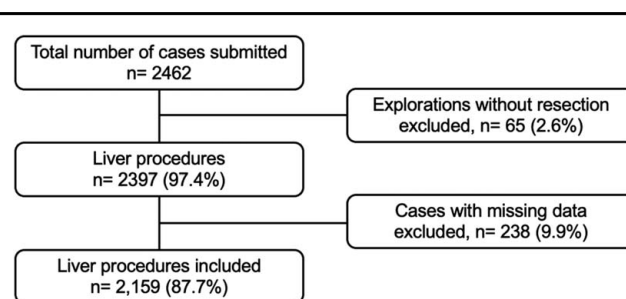 Total number of cases submitted
n= 2462
Explorations without resection
excluded, n= 65 (2.6%)
Liver procedures
n= 2397 (97.4%)
Cases with missing data
excluded, n= 238 (9.9%)
Liver procedures included
n= 2,159 (87.7%)